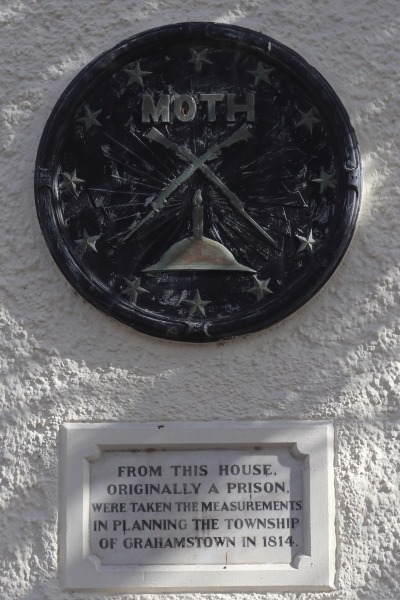 MOTH
FROM THIS HOUSE,
ORIGINALLY A PRISON,
WERE TAKEN THE MEASUREMENTS
IN PLANNING THE TOWNSHIP
OF GRAHAMSTOWN IN 1814.